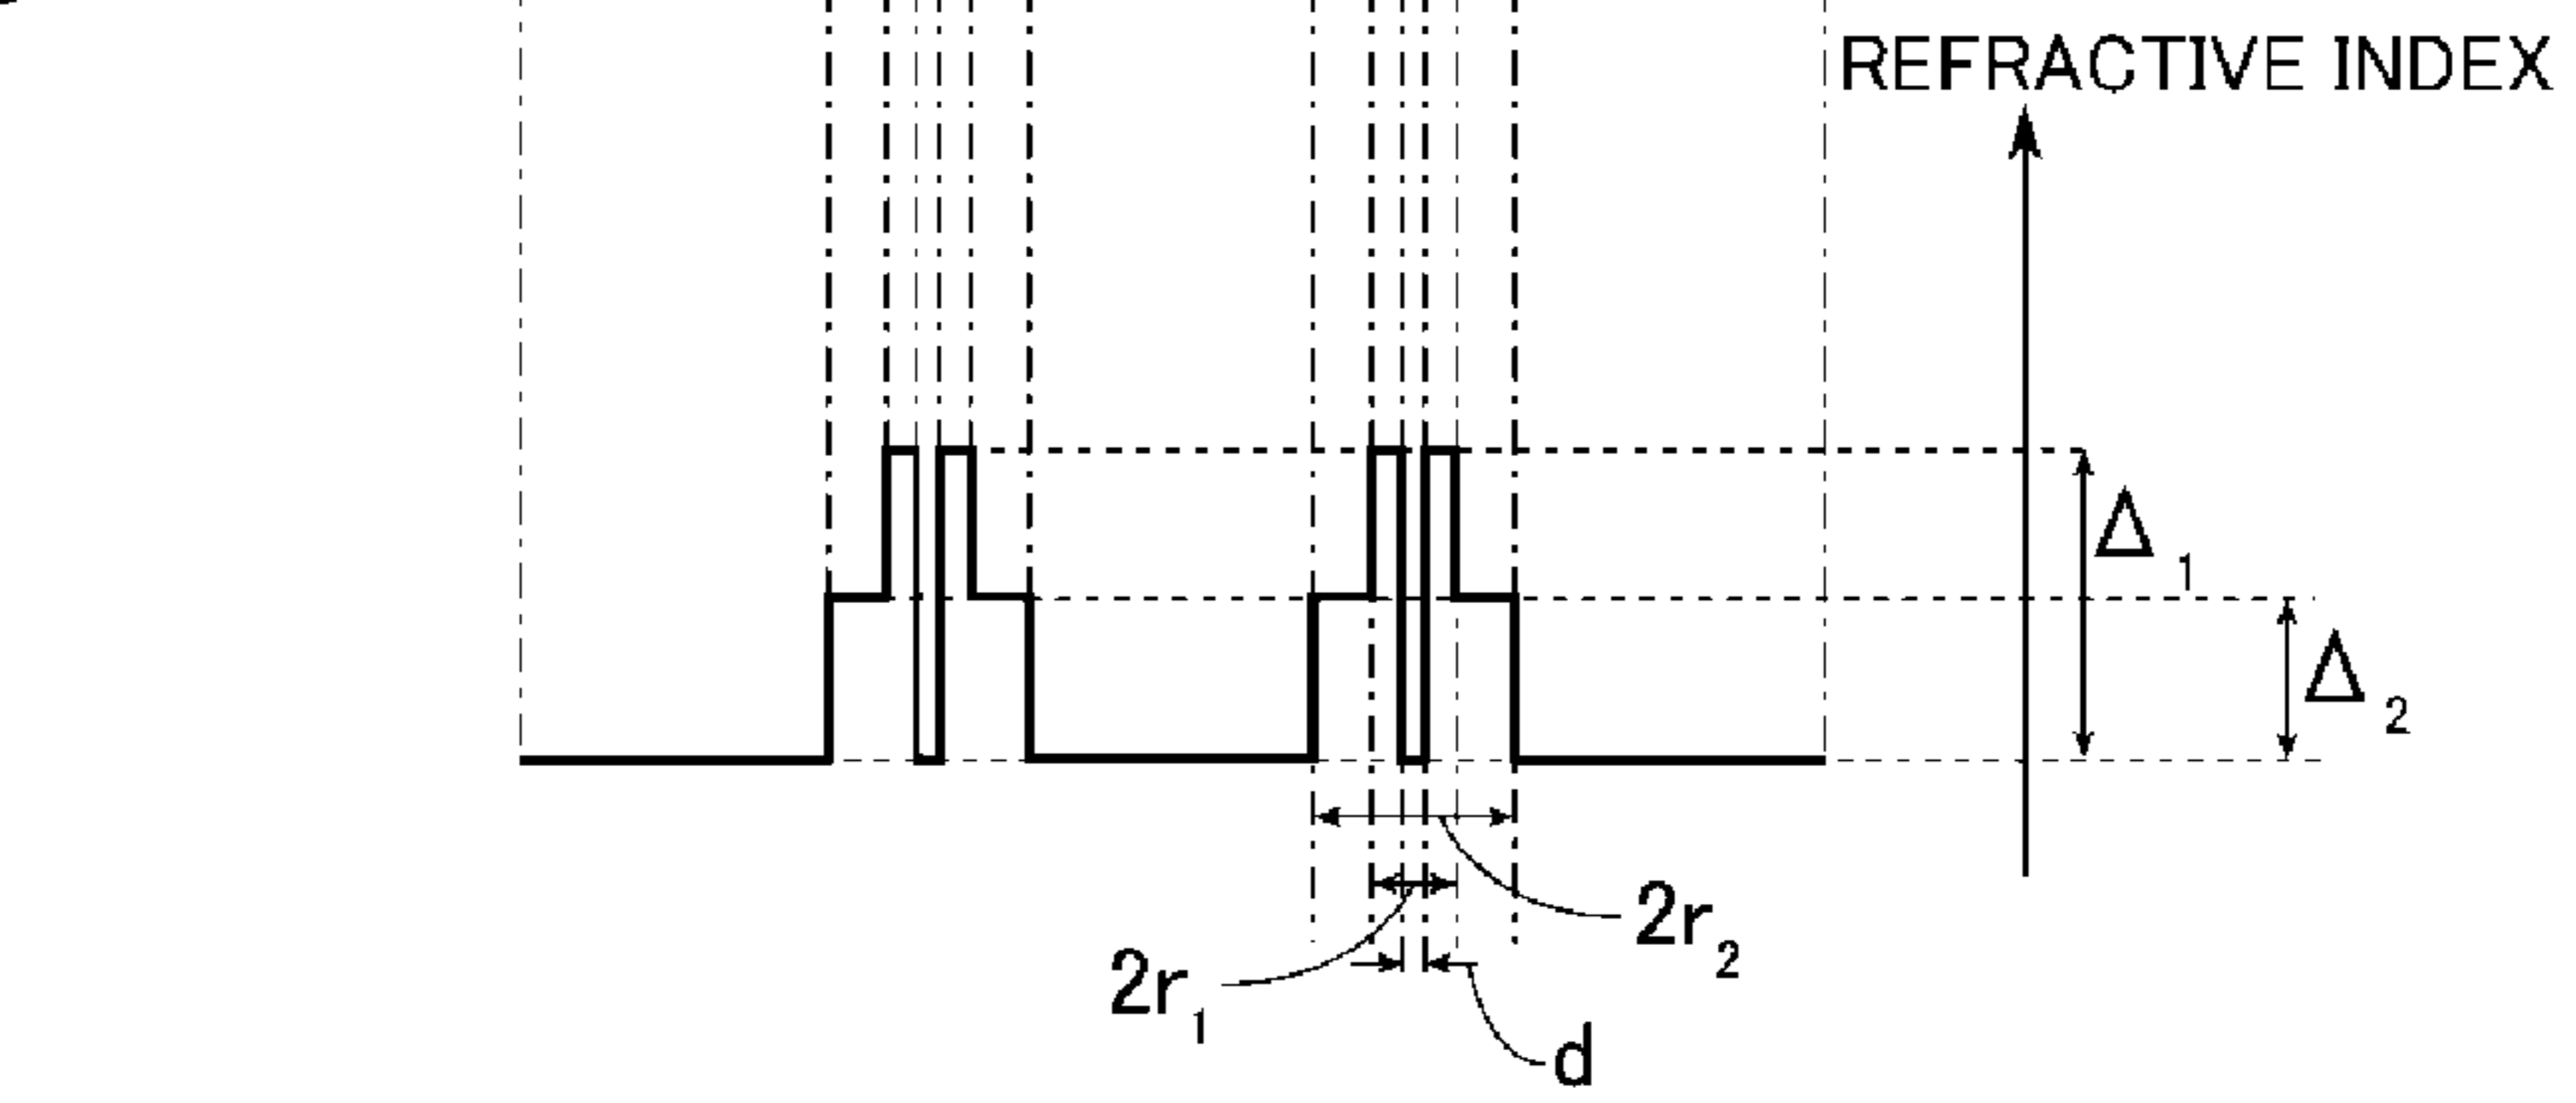 REFRACTIVE INDEX
Δ1
Δ2
2r2
2r1
d